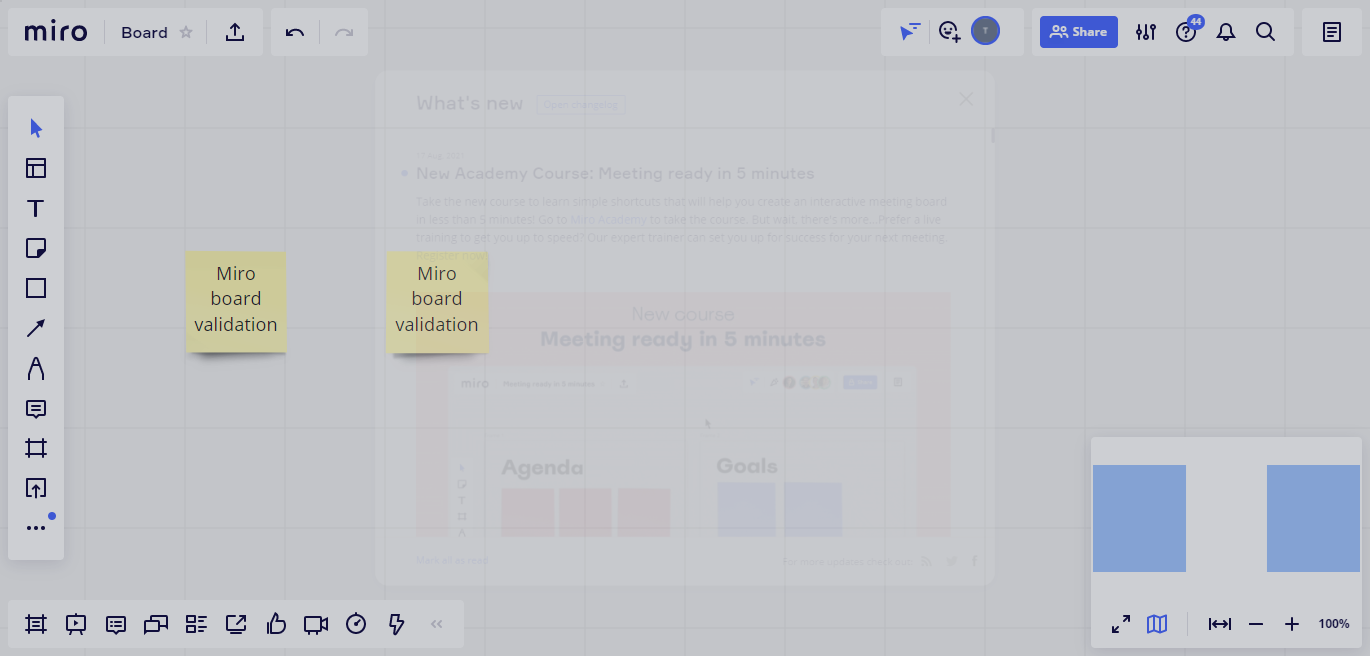 miro
Board
T
Share
44
What's new
Open changelog
New Academy Course: Meeting ready in 5 minutes
Take the new course to learn simple shortcuts that will help you create an interactive meeting board
in less than 5 minutes! Go to Miro Academy to take the course. But wait, there's more...Prefer a live
training to get you up to speed? Our expert trainer can set you up for success for your next meeting.
Register now
Miro
board
validation
Miro
board
validation
New course
Meeting ready in 5 minutes
miro
Meeting ready in 5 minutes
Agenda
Goals
Mark all as read
For more updates check out
100%